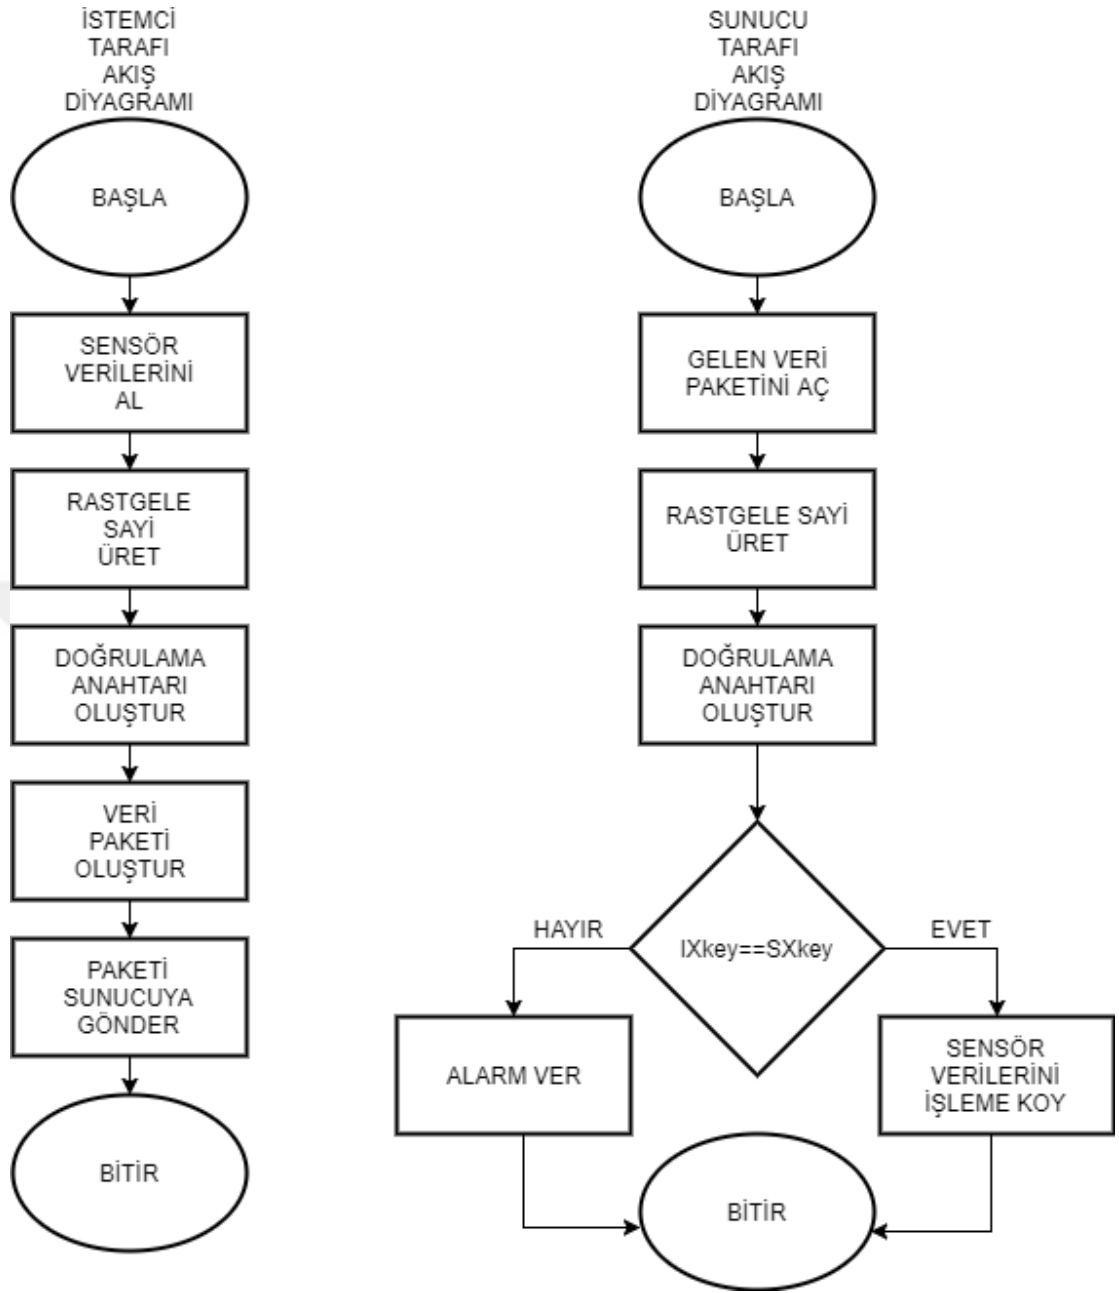 İSTEMCİ
TARAFI
AKIŞ
DİYAGRAMI
BAŞLA
SENSÖR
VERİLERİNİ
AL
RASTGELE
SAYİ
ÜRET
DOĞRULAMA
ANAHTARI
OLUŞTUR
VERİ
PAKETİ
OLUŞTUR
PAKETİ
SUNUCUYA
GÖNDER
BİTİR
SUNUCU
TARAFI
AKIŞ
DİYAGRAMI
BAŞLA
GELEN VERİ
PAKETİNİ AÇ
RASTGELE SAYİ
ÜRET
DOĞRULAMA
ANAHTARI
OLUŞTUR
IXkey==SXkey
HAYIR
EVET
ALARM VER
SENSÖR
VERİLERİNİ
İŞLEME KOY
BİTİR